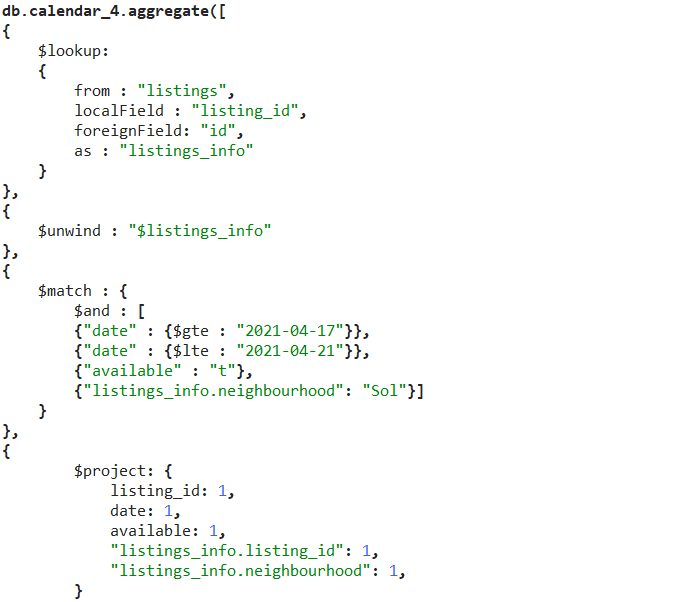 db.calendar_4.aggregate([
{
    $lookup:
    {
        from : "listings",
        localField : "listing_id",
        foreignField: "id",
        as : "listings_info"
    }
},
{
    $unwind : "$listings_info"
},
{
    $match : {
        $and : [
        {"date" : {$gte : "2021-04-17"}},
        {"date" : {$lte : "2021-04-21"}},
        {"available" : "t"},
        {"listings_info.neighbourhood": "Sol"}]
    }
},
{
        $project: {
            listing_id: 1,
            date: 1,
            available: 1,
            "listings_info.listing_id": 1,
            "listings_info.neighbourhood": 1,
        }